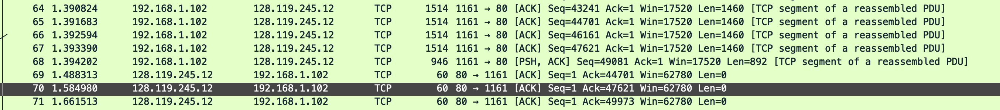 64 1.390824 192.168.1.102 128.119.245.12 TCP 1514 1161 → 80 [ACK] Seq=43241 Ack=1 Win=17520 Len=1460 [TCP segment of a reassembled PDU]
65 1.391683 192.168.1.102 128.119.245.12 TCP 1514 1161 → 80 [ACK] Seq=44701 Ack=1 Win=17520 Len=1460 [TCP segment of a reassembled PDU]
66 1.392594 192.168.1.102 128.119.245.12 TCP 1514 1161 → 80 [ACK] Seq=46161 Ack=1 Win=17520 Len=1460 [TCP segment of a reassembled PDU]
67 1.393390 192.168.1.102 128.119.245.12 TCP 1514 1161 → 80 [ACK] Seq=47621 Ack=1 Win=17520 Len=1460 [TCP segment of a reassembled PDU]
68 1.394202 192.168.1.102 128.119.245.12 TCP 946 1161 → 80 [PSH, ACK] Seq=49081 Ack=1 Win=17520 Len=892 [TCP segment of a reassembled PDU]
69 1.488313 128.119.245.12 192.168.1.102 TCP 60 80 → 1161 [ACK] Seq=1 Ack=44701 Win=62780 Len=0
70 1.584980 128.119.245.12 192.168.1.102 TCP 60 80 → 1161 [ACK] Seq=1 Ack=47621 Win=62780 Len=0
71 1.661513 128.119.245.12 192.168.1.102 TCP 60 80 → 1161 [ACK] Seq=1 Ack=49973 Win=62780 Len=0